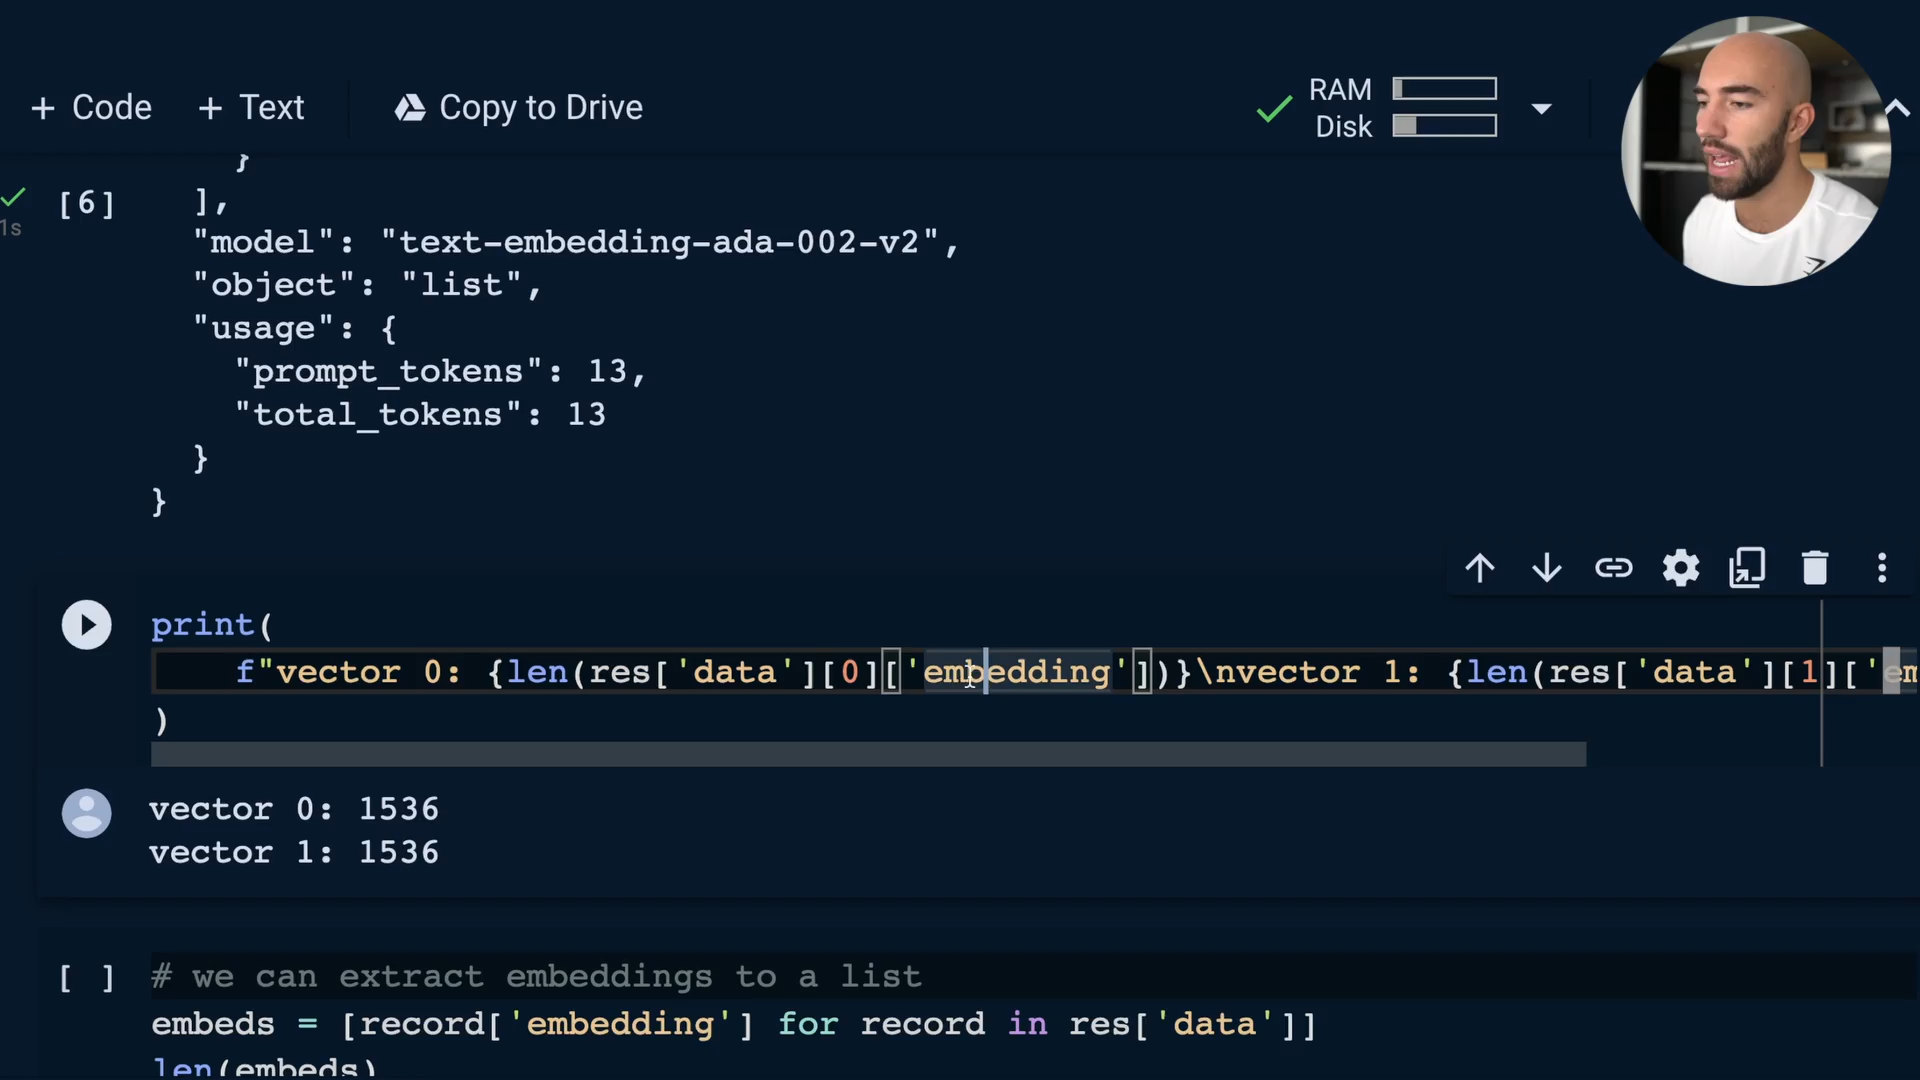 + Code + Text Copy to Drive RAM
Disk
}
[6] ],
1s "model": "text-embedding-ada-002-v2",
"object": "list",
"usage": {
"prompt_tokens": 13,
"total_tokens": 13
}
}
print(
f"vector 0: {len(res['data'][0]['embedding'])}\nvector 1: {len(res['data'][1]['em
)
vector 0: 1536
vector 1: 1536
[ ] # we can extract embeddings to a list
embeds = [record['embedding'] for record in res['data']]
len(embeds)